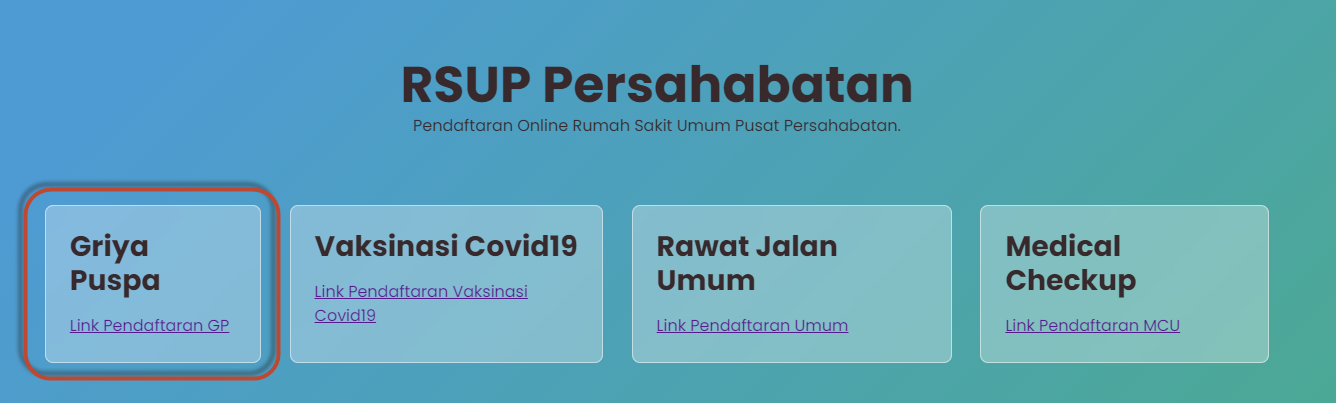 RSUP Persahabatan
Pendaftaran Online Rumah Sakit Umum Pusat Persahabatan.
Griya
Puspa
Link Pendaftaran GP
Vaksinasi Covid19
Link Pendaftaran Vaksinasi
Covid19
Rawat Jalan
Umum
Link Pendaftaran Umum
Medical
Checkup
Link Pendaftaran MCU